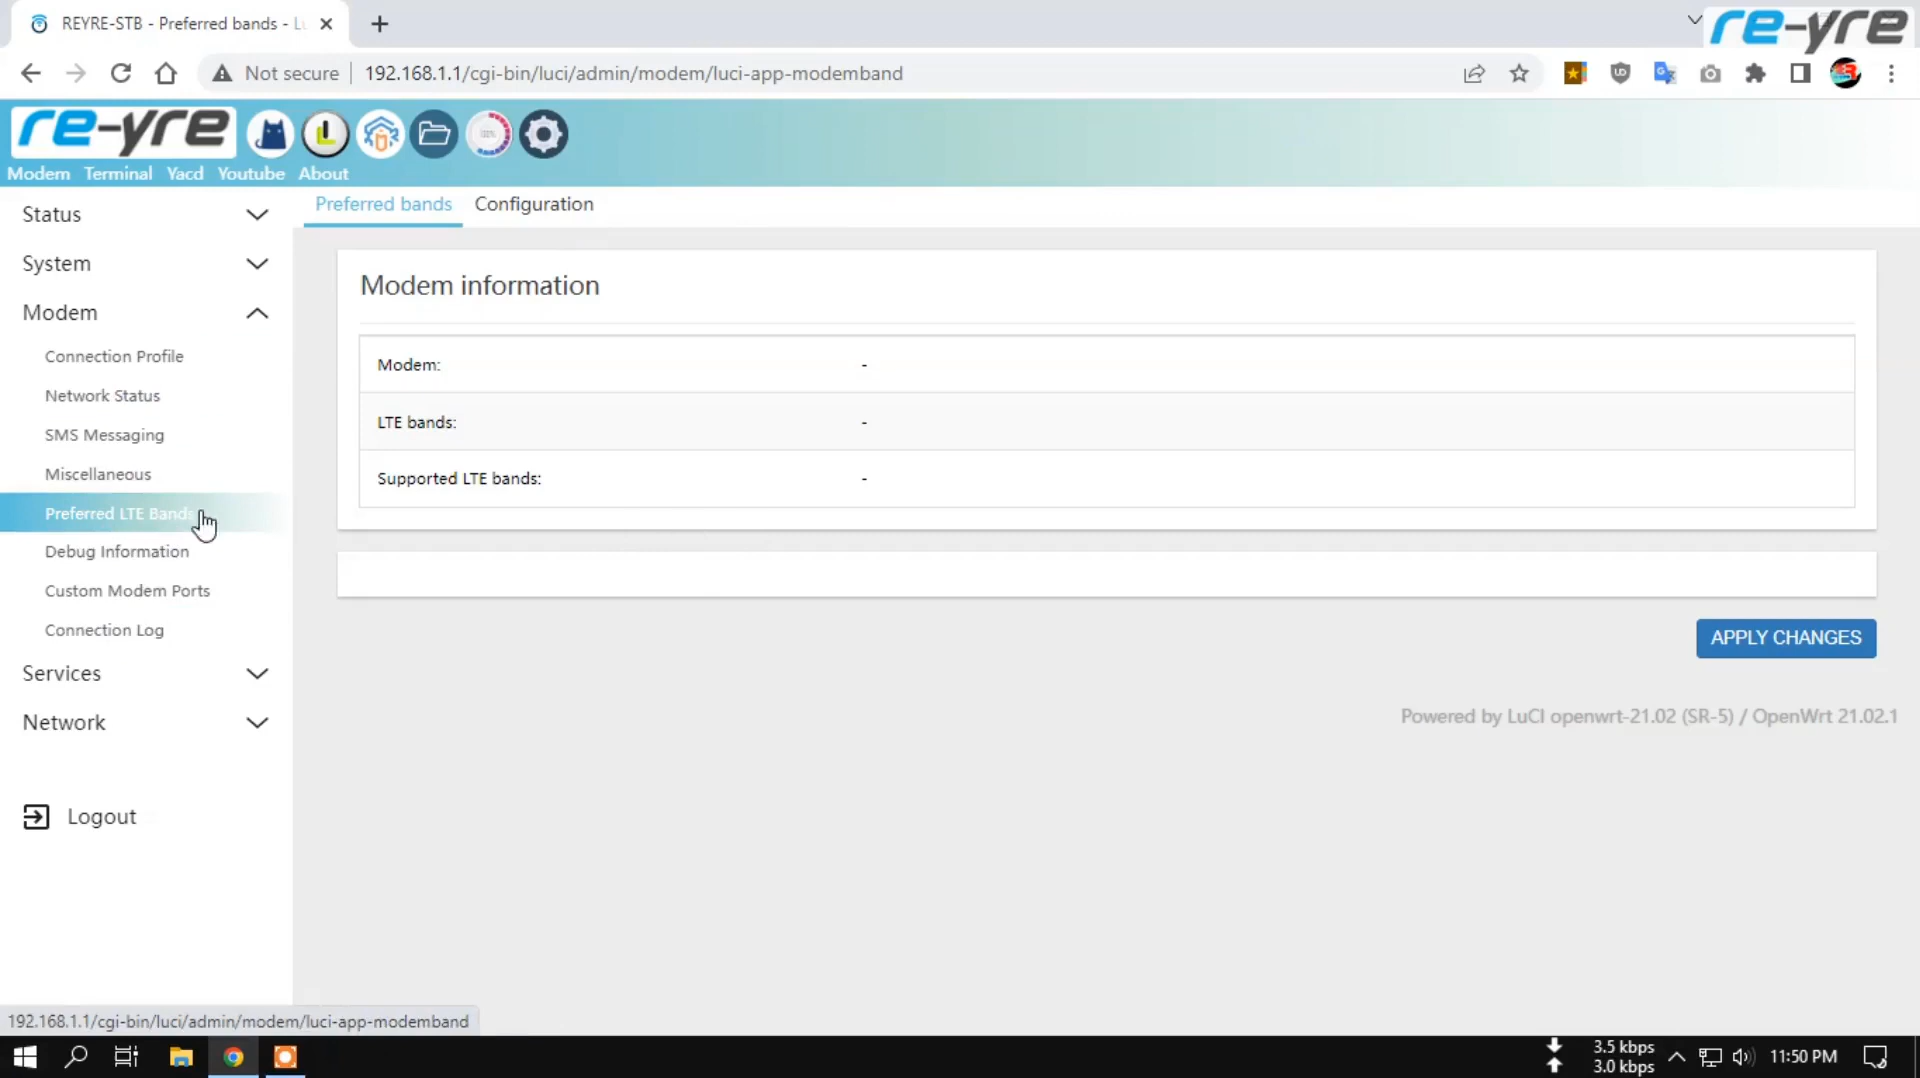 REYRE-STB - Preferred bands - L
re-yre
Not secure
192.168.1.1/cgi-bin/luci/admin/modem/luci-app-modemband
re-yre
Modem Terminal Yacd Youtube About
Status
Preferred bands
Configuration
System
Modem
Connection Profile
Network Status
SMS Messaging
Miscellaneous
Preferred LTE Bands
Debug Information
Custom Modem Ports
Connection Log
Services
Network
Logout
Modem information
Modem: -
LTE bands: -
Supported LTE bands: -
APPLY CHANGES
Powered by LuCI openwrt-21.02 (SR-5) / OpenWrt 21.02.1
192.168.1.1/cgi-bin/luci/admin/modem/luci-app-modemband
3.5 kbps
3.0 kbps
11:50 PM